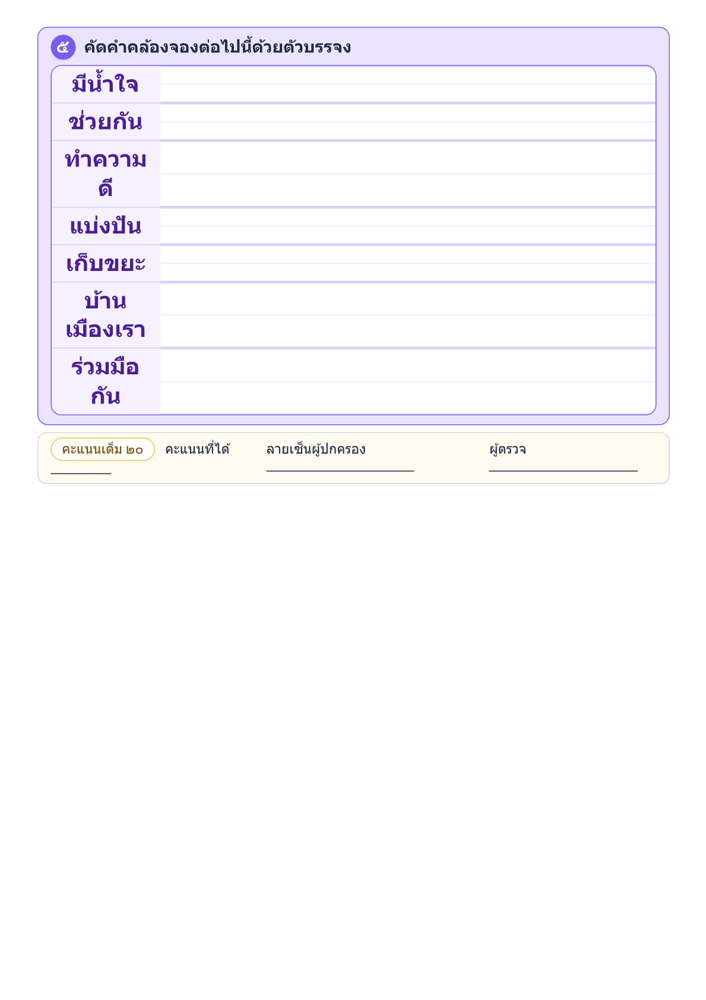 ๕ คัดคำคล้องจองต่อไปนี้ด้วยตัวบรรจง
มีน้ำใจ
ช่วยกัน
ทำความ
ดี
แบ่งปัน
เก็บขยะ
บ้าน
เมืองเรา
ร่วมมือ
กัน
คะแนนเต็ม ๒๐ คะแนนที่ได้ ลายเซ็นผู้ปกครอง ผู้ตรวจ